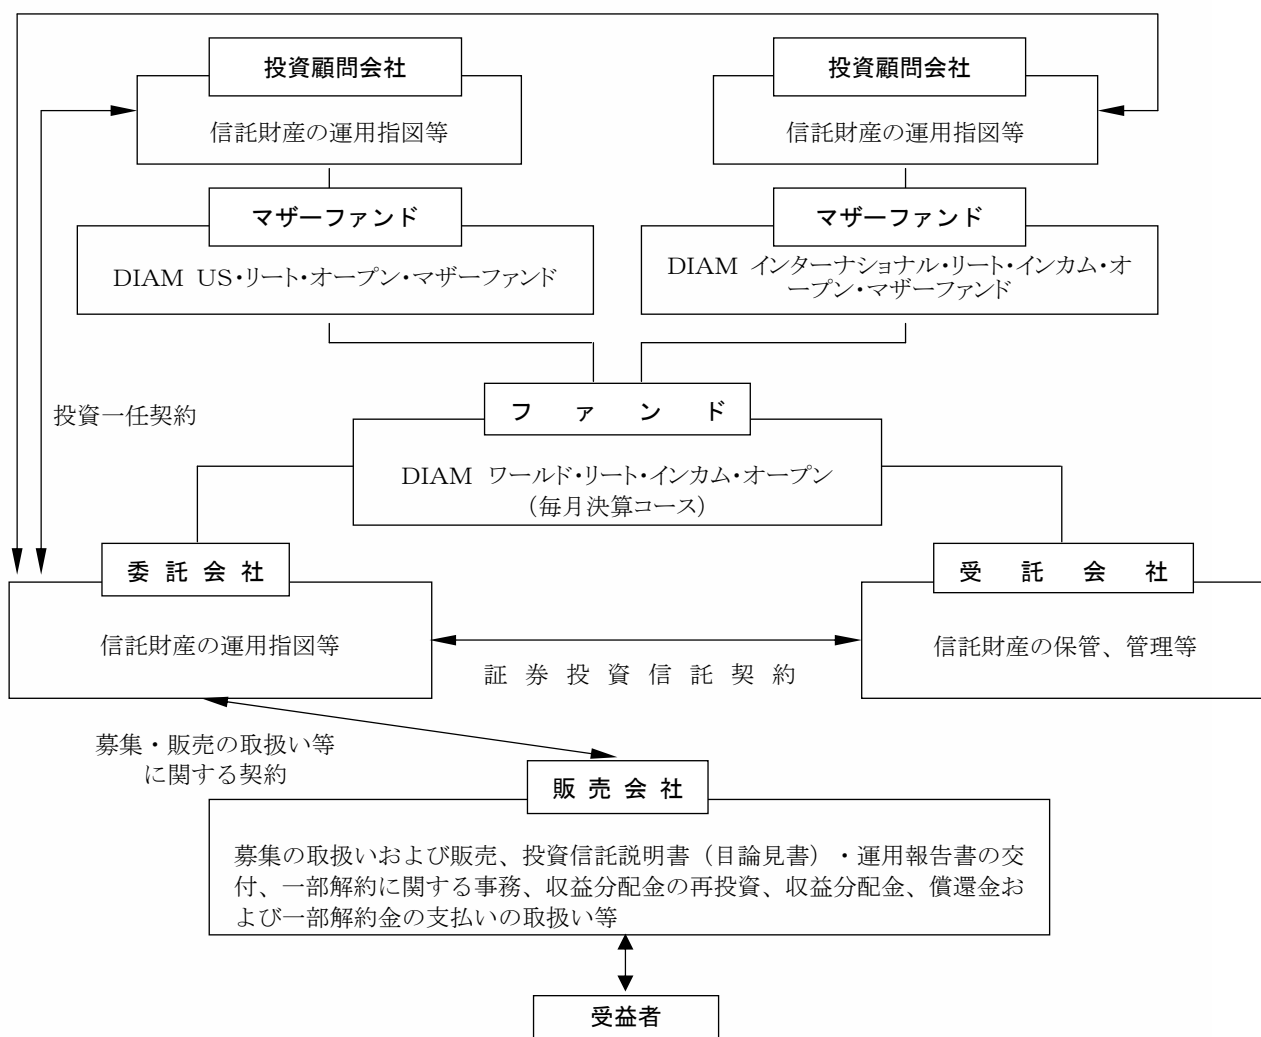 投資顧問会社
投資顧問会社
信託財産の運用指図等
信託財産の運用指図等
マザーファンド
マザーファンド
DIAM US・リート・オープン・マザーファンド
DIAM インターナショナル・リート・インカム・オ
ープン・マザーファンド
投資一任契約
ファンド
DIAM ワールド・リート・インカム・オープン
（毎月決算コース）
委託会社
受託会社
信託財産の運用指図等
信託財産の保管、管理等
証券投資信託契約
募集・販売の取扱い等
に関する契約
販売会社
募集の取扱いおよび販売、投資信託説明書（目論見書）・運用報告書の交
付、一部解約に関する事務、収益分配金の再投資、収益分配金、償還金お
よび一部解約金の支払いの取扱い等
受益者